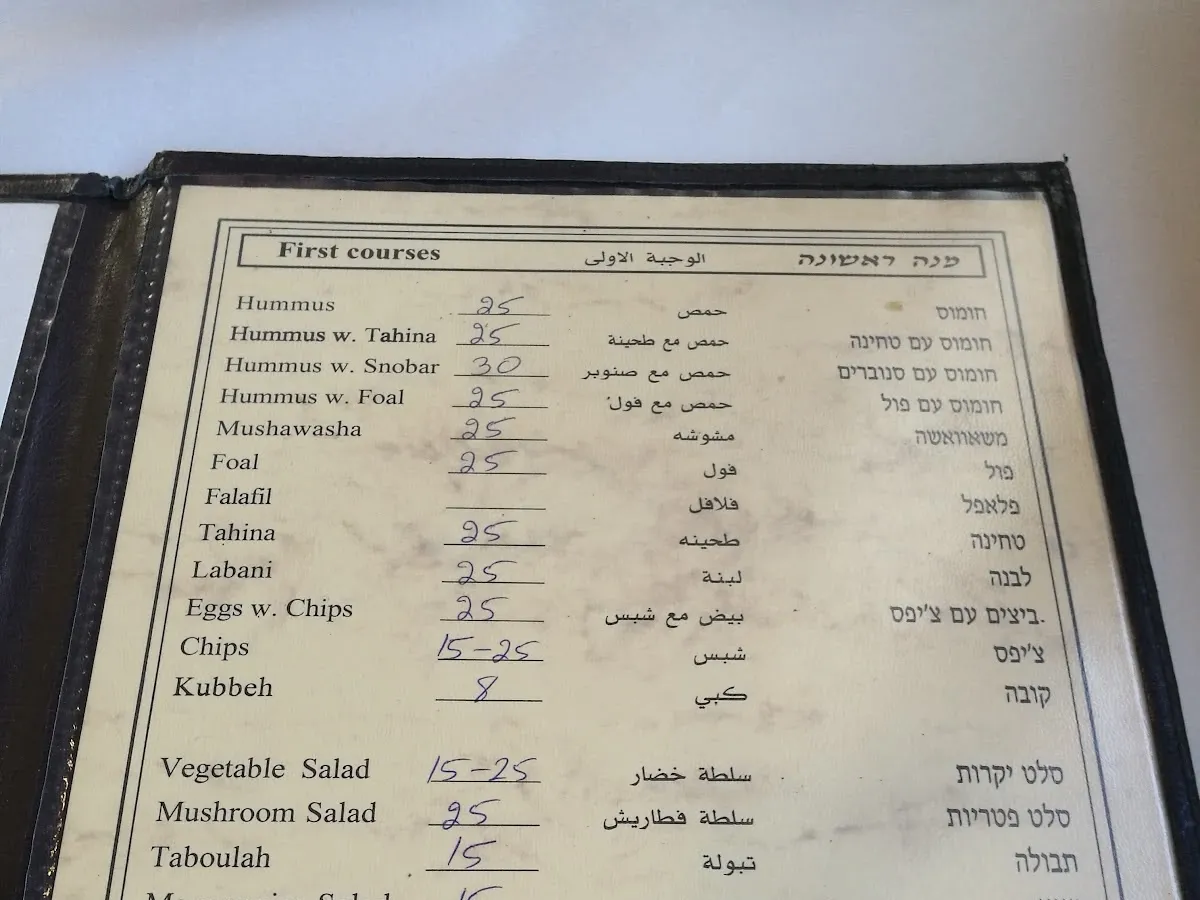 First courses الوجبة الاولى מנה ראשונה
Hummus 25 حمص חומוס
Hummus w. Tahina 25 حمص مع طحينة חומוס עם טחינה
Hummus w. Snobar 30 حمص مع صنوبر חומוס עם סנוברים
Hummus w. Foal 25 حمص مع فول חומוס עם פול
Mushawasha 25 مشوشه משאוואשה
Foal 25 فول פול
Falafil فلافل פלאפל
Tahina 25 طحينه טחינה
Labani 25 لبنة לבנה
Eggs w. Chips 25 بيض مع شبس ביצים עם צ'יפס.
Chips 15-25 شبس צ'יפס
Kubbeh 8 كبي קובה
Vegetable Salad 15-25 سلطة خضار סלט יקרות
Mushroom Salad 25 سلطة فطاريش סלט פטריות
Taboulah 15 تبولة תבולה
Salad 15